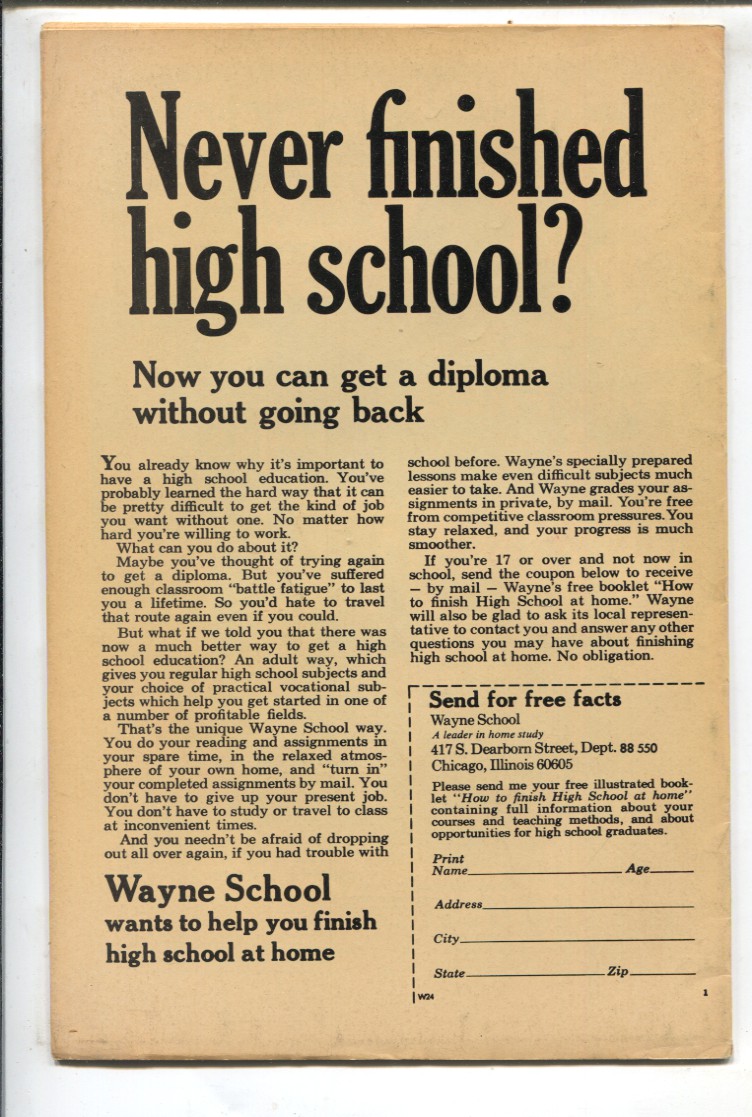 Never finished
high school?
Now you can get a diploma
without going back
You already know why it's important to
have a high school education. You've
probably learned the hard way that it can
be pretty difficult to get the kind of job
you want without one. No matter how
hard you're willing to work.
What can you do about it?
Maybe you've thought of trying again
to get a diploma. But you've suffered
enough classroom "battle fatigue" to last
you a lifetime. So you'd hate to travel
that route again even if you could.
But what if we told you that there was
now a much better way to get a high
school education? An adult way, which
gives you regular high school subjects and
your choice of practical vocational sub-
jects which help you get started in one of
a number of profitable fields.
That's the unique Wayne School way.
You do your reading and assignments in
your spare time, in the relaxed atmos-
phere of your own home, and "turn in"
your completed assignments by mail. You
don't have to give up your present job.
You don't have to study or travel to class
at inconvenient times.
And you needn't be afraid of dropping
out all over again, if you had trouble with
school before. Wayne's specially prepared
lessons make even difficult subjects much
easier to take. And Wayne grades your as-
signments in private, by mail. You're free
from competitive classroom pressures. You
stay relaxed, and your progress is much
smoother.
If you're 17 or over and not now in
school, send the coupon below to receive
— by mail — Wayne's free booklet "How
to finish High School at home." Wayne
will also be glad to ask its local represen-
tative to contact you and answer any other
questions you may have about finishing
high school at home. No obligation.
Wayne School
wants to help you finish
high school at home
Send for free facts
Wayne School
A leader in home study
417 S. Dearborn Street, Dept. 88 550
Chicago, Illinois 60605
Please send me your free illustrated book-
let "How to finish High School at home"
containing full information about your
courses and teaching methods, and about
opportunities for high school graduates.
Print
Name Age
Address
City
State Zip
W24
1